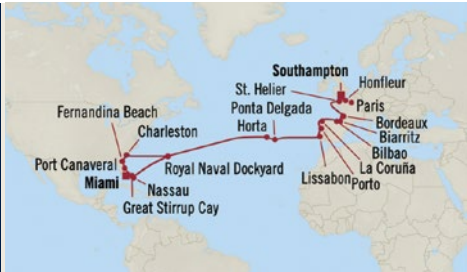 Southampton
Honfleur
St. Helier
Paris
Ponta Delgada
Fernandina Beach
Bordeaux
Horta
Charleston
Biarritz
Bilbao
Port Canaveral
Royal Naval Dockyard
La Coruña
Miami
Lissabon
Porto
Nassau
Great Stirrup Cay